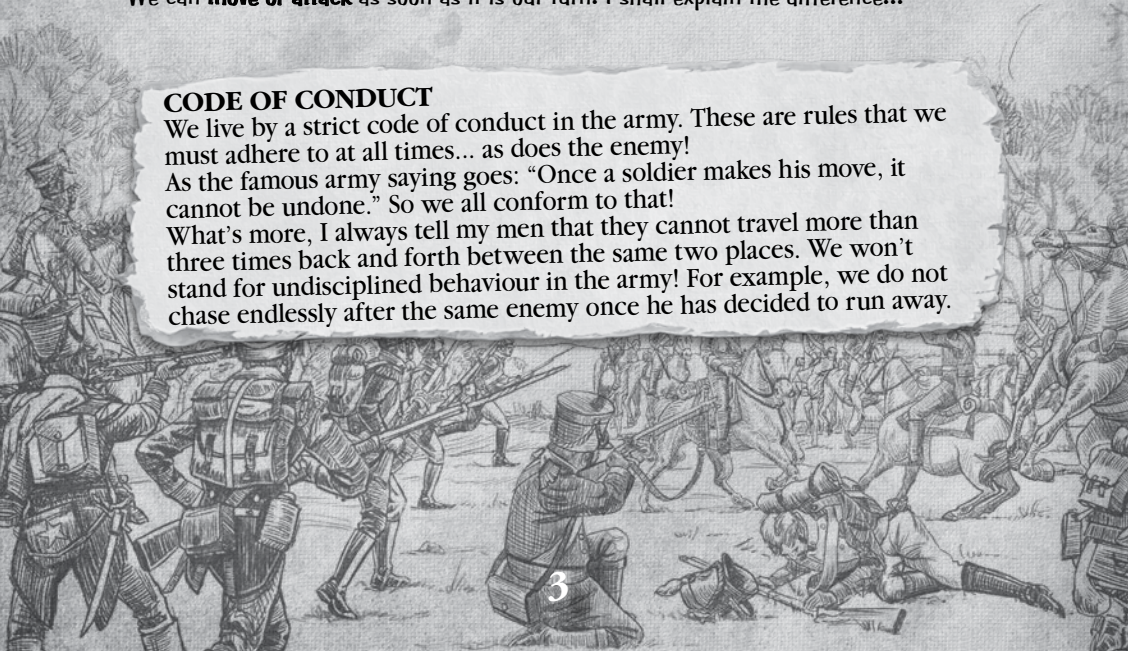 We can move or attack as soon as it is our turn. I shall explain the difference...
CODE OF CONDUCT
We live by a strict code of conduct in the army. These are rules that we
must adhere to at all times... as does the enemy!
As the famous army saying goes: “Once a soldier makes his move, it
cannot be undone.” So we all conform to that!
What’s more, I always tell my men that they cannot travel more than
three times back and forth between the same two places. We won’t
stand for undisciplined behaviour in the army! For example, we do not
chase endlessly after the same enemy once he has decided to run away.
3